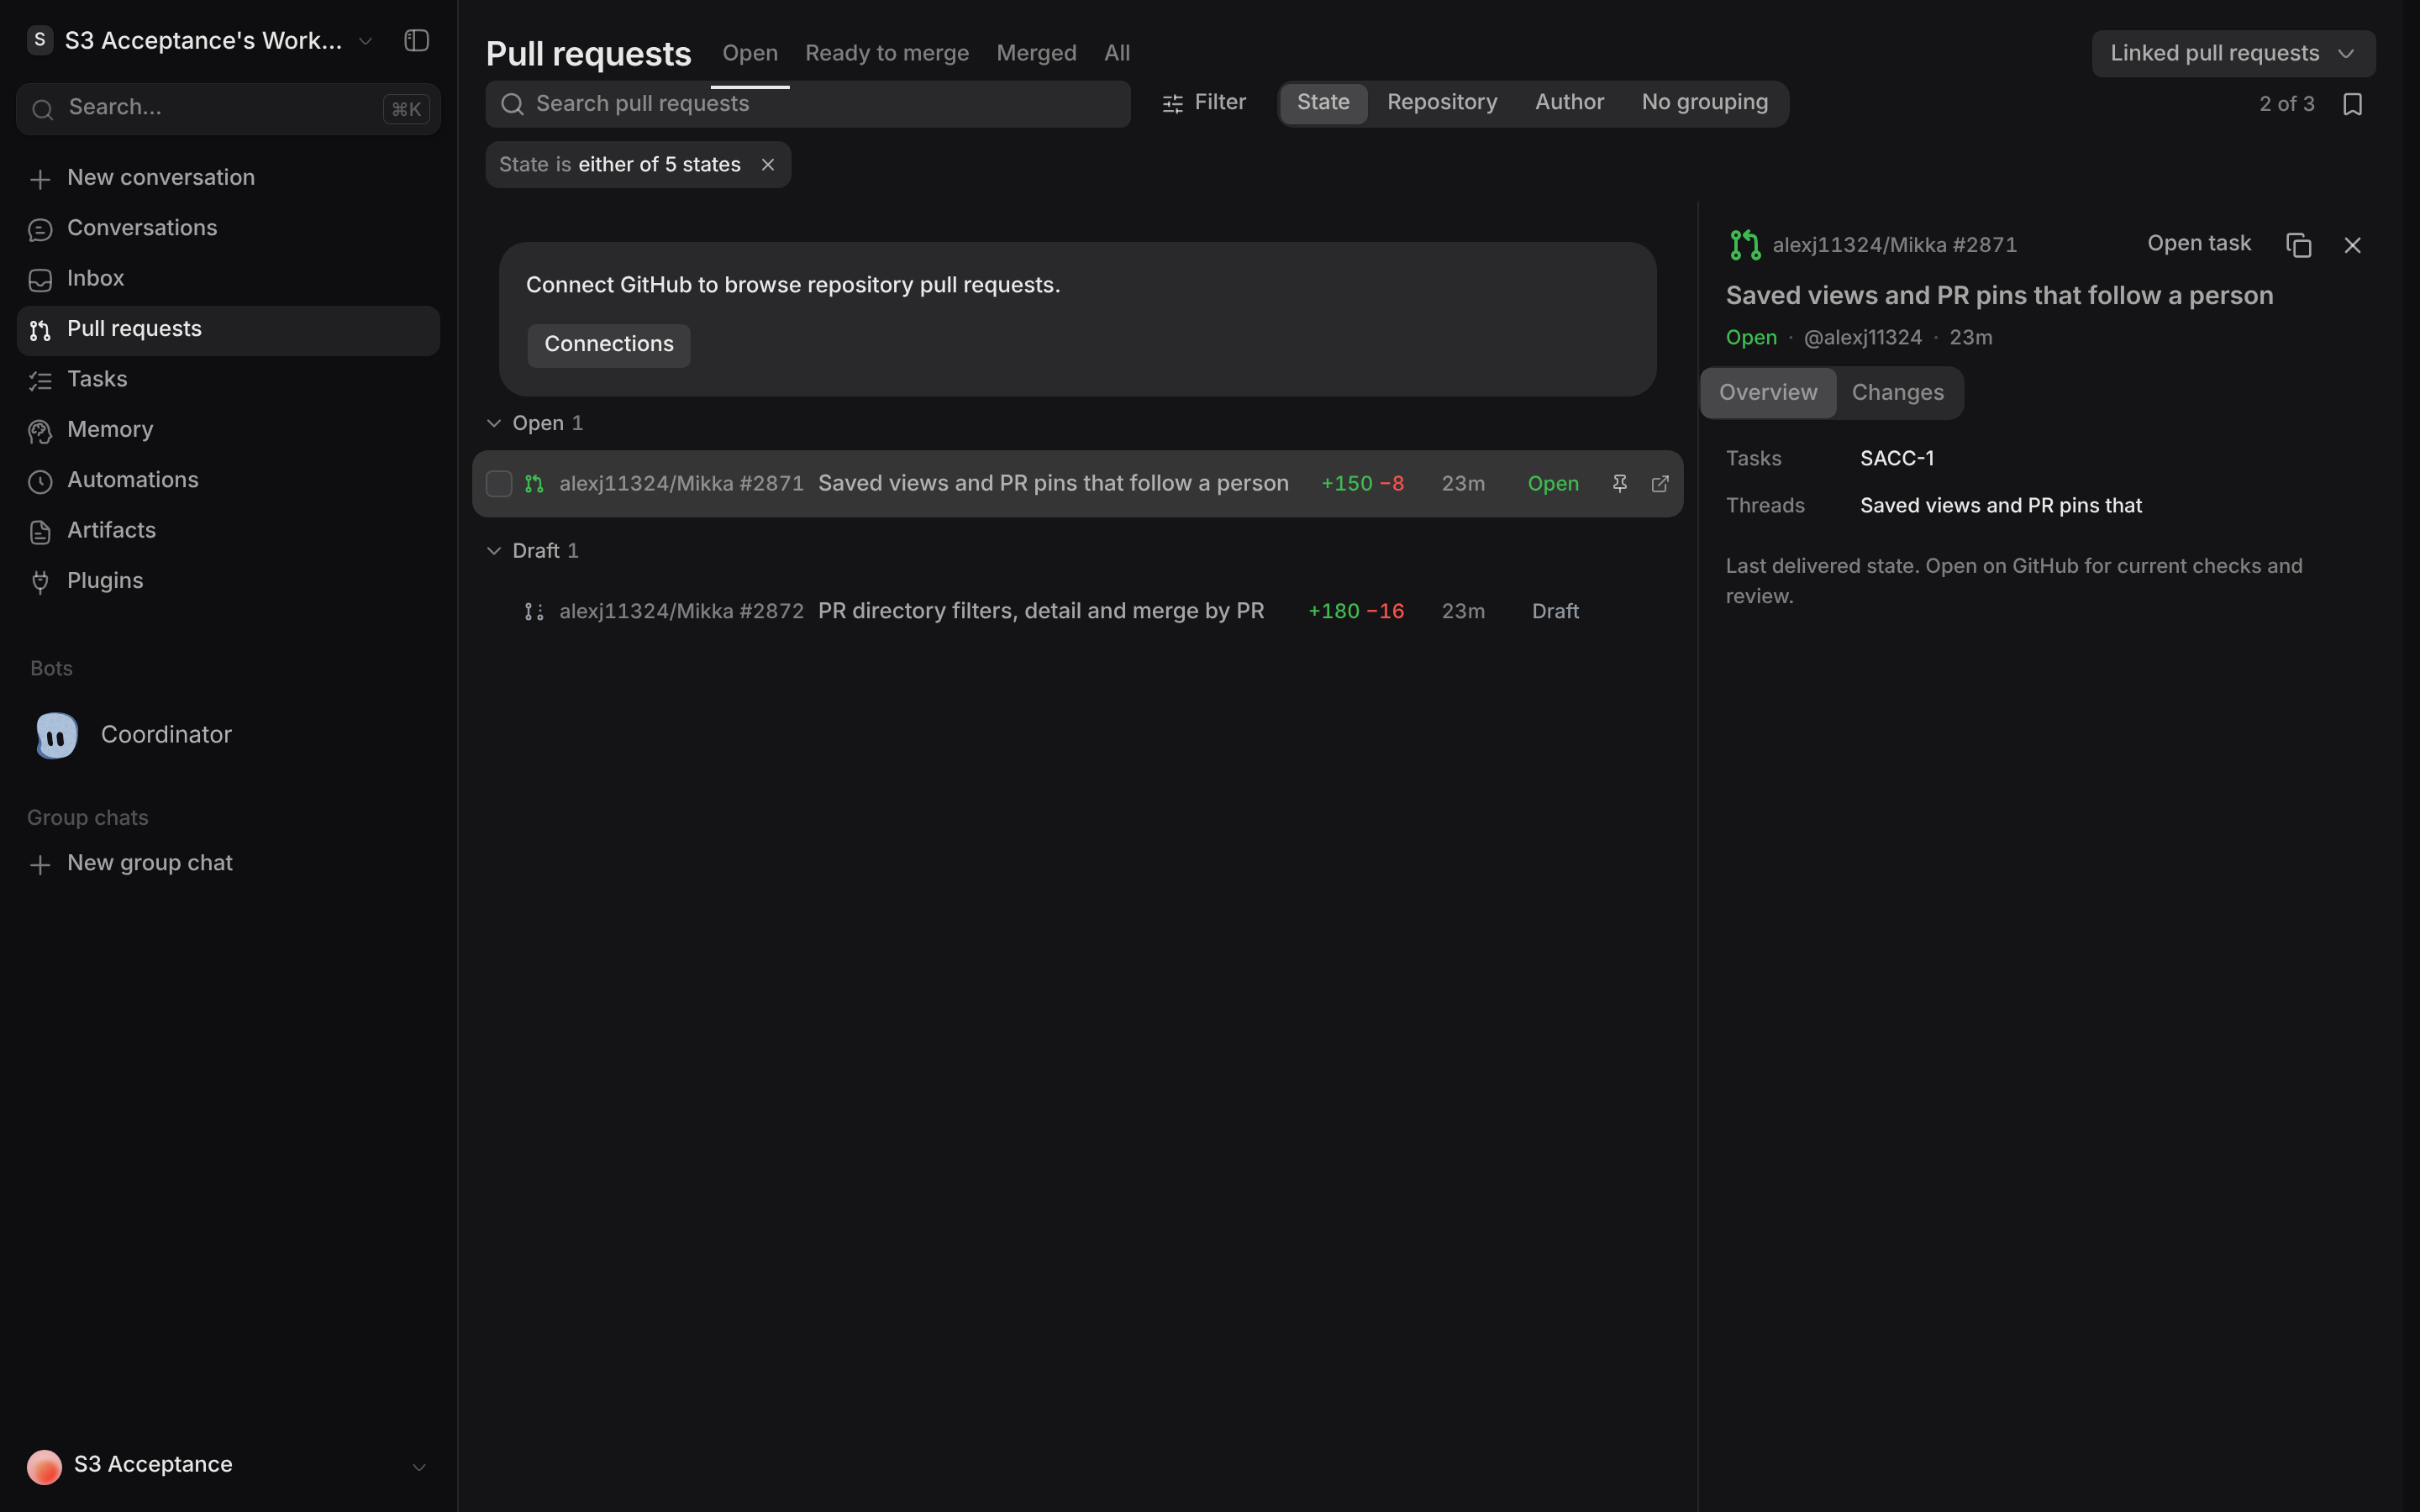 S S3 Acceptance's Work...
Search... ⌘K
New conversation
Conversations
Inbox
Pull requests
Tasks
Memory
Automations
Artifacts
Plugins
Bots
Coordinator
Group chats
New group chat
S3 Acceptance
Pull requests Open Ready to merge Merged All Linked pull requests
Search pull requests Filter State Repository Author No grouping 2 of 3
State is either of 5 states
Connect GitHub to browse repository pull requests.
Connections
Open 1
alexj11324/Mikka #2871 Saved views and PR pins that follow a person +150 −8 23m Open
Draft 1
alexj11324/Mikka #2872 PR directory filters, detail and merge by PR +180 −16 23m Draft
alexj11324/Mikka #2871 Open task
Saved views and PR pins that follow a person
Open · @alexj11324 · 23m
Overview Changes
Tasks SACC-1
Threads Saved views and PR pins that
Last delivered state. Open on GitHub for current checks and
review.